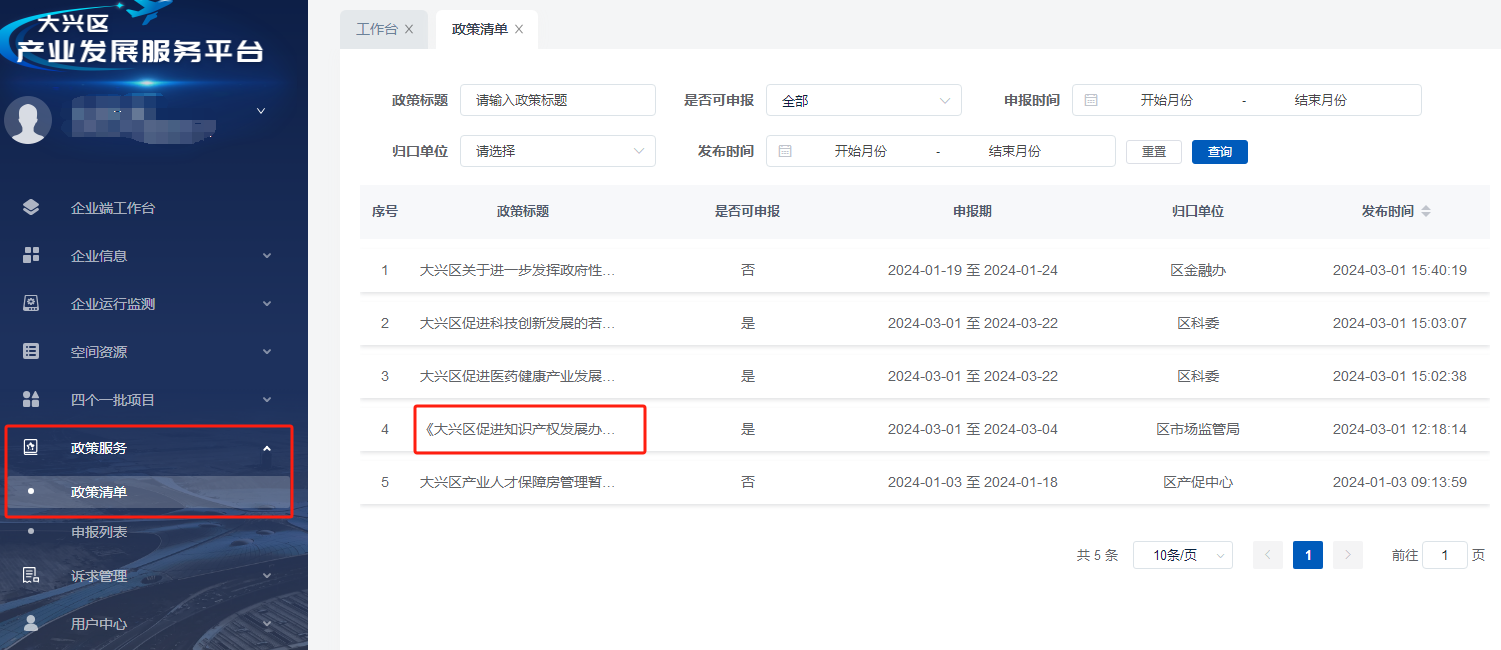 大兴区
产业发展服务平台
企业端工作台
企业信息
企业运行监测
空间资源
四个一批项目
政策服务
政策清单
申报列表
诉求管理
用户中心
工作台 政策清单
政策标题 请输入政策标题 是否可申报 全部 申报时间 开始月份 - 结束月份
归口单位 请选择 发布时间 开始月份 - 结束月份 重置 查询
序号 政策标题 是否可申报 申报期 归口单位 发布时间
1 大兴区关于进一步发挥政府性... 否 2024-01-19 至 2024-01-24 区金融办 2024-03-01 15:40:19
2 大兴区促进科技创新发展的若... 是 2024-03-01 至 2024-03-22 区科委 2024-03-01 15:03:07
3 大兴区促进医药健康产业发展... 是 2024-03-01 至 2024-03-22 区科委 2024-03-01 15:02:38
4 《大兴区促进知识产权发展办... 是 2024-03-01 至 2024-03-04 区市场监管局 2024-03-01 12:18:14
5 大兴区产业人才保障房管理暂... 否 2024-01-03 至 2024-01-18 区产促中心 2024-01-03 09:13:59
共 5 条 10条/页 1 前往 1 页